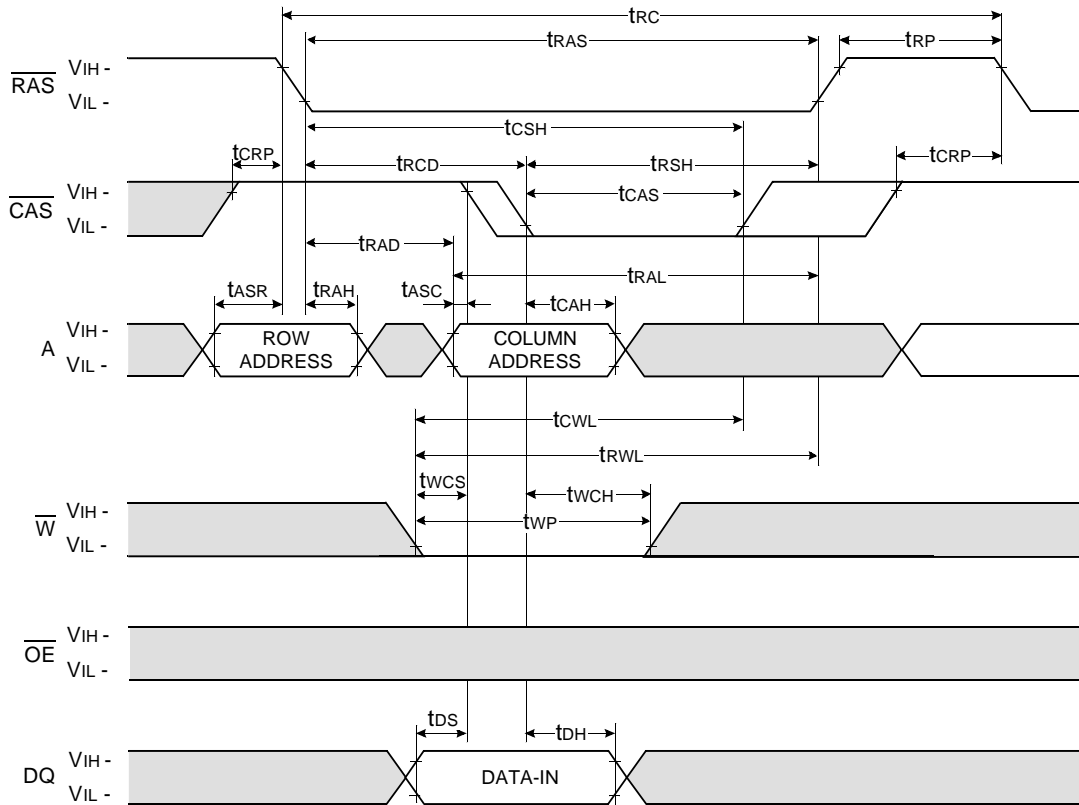 tRC
tRAS
tRP
RAS
VIH -
VIL -
tCSH
tCRP
tRCD
tRSH
tCRP
CAS
VIH -
VIL -
tCAS
tRAD
tRAL
tASR
tRAH
tASC
tCAH
A
VIH -
VIL -
ROW
ADDRESS
COLUMN
ADDRESS
tCWL
tRWL
tWCS
tWCH
W
VIH -
VIL -
tWP
OE
VIH -
VIL -
tDS
tDH
DQ
VIH -
VIL -
DATA-IN